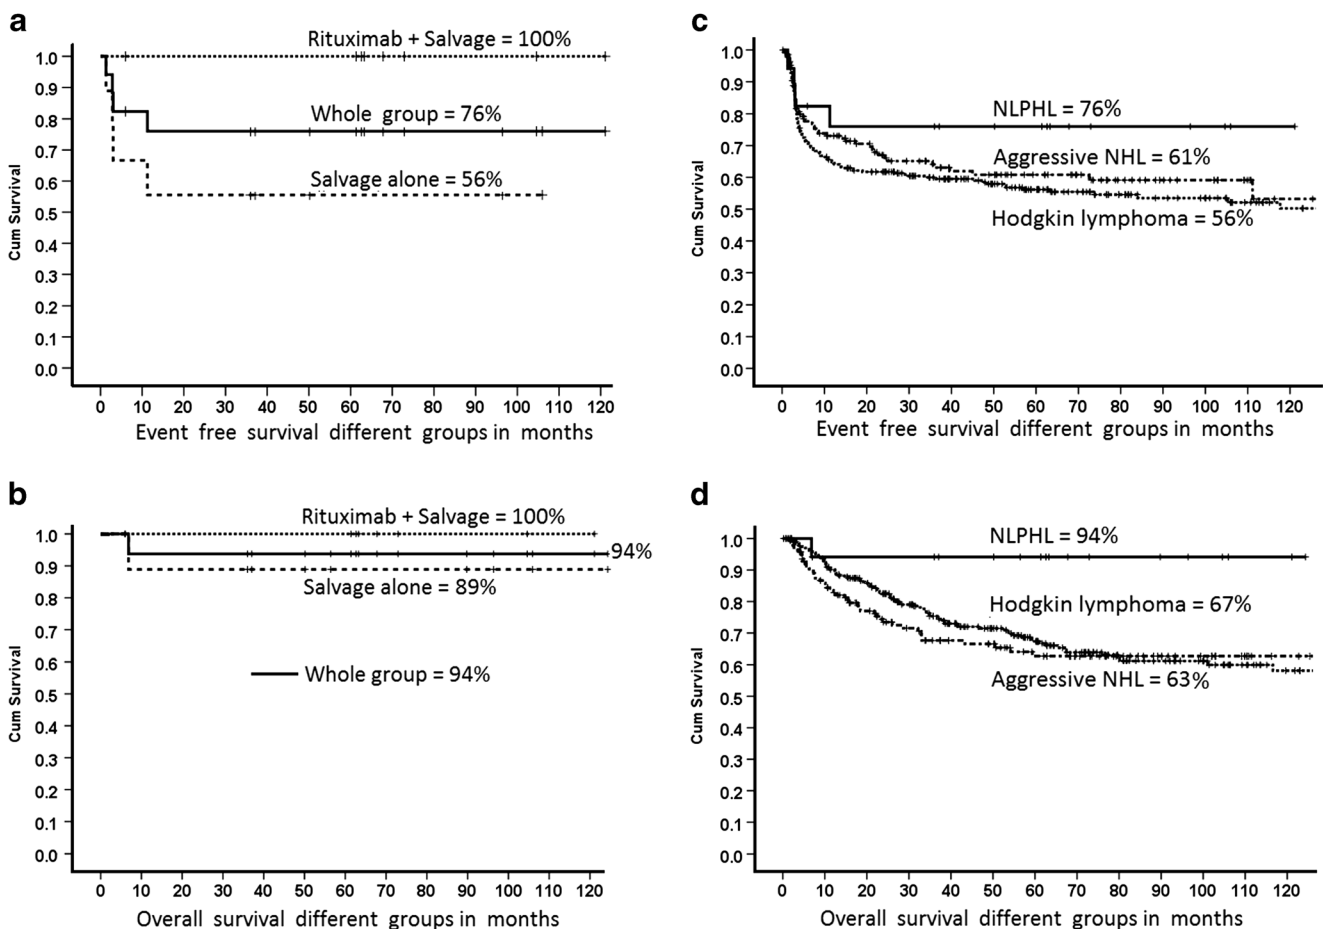 a
Rituximab + Salvage = 100%
Whole group = 76%
Salvage alone = 56%
Cum Survival
1.0
0.9
0.8
0.7
0.6
0.5
0.4
0.3
0.2
0.1
0.0
0 10 20 30 40 50 60 70 80 90 100 110 120
Event free survival different groups in months
c
NLPHL = 76%
Aggressive NHL = 61%
Hodgkin lymphoma = 56%
Cum Survival
1.0
0.9
0.8
0.7
0.6
0.5
0.4
0.3
0.2
0.1
0.0
0 10 20 30 40 50 60 70 80 90 100 110 120
Event free survival different groups in months
b
Rituximab + Salvage = 100%
94%
Salvage alone = 89%
Whole group = 94%
Cum Survival
1.0
0.9
0.8
0.7
0.6
0.5
0.4
0.3
0.2
0.1
0.0
0 10 20 30 40 50 60 70 80 90 100 110 120
Overall survival different groups in months
d
NLPHL = 94%
Hodgkin lymphoma = 67%
Aggressive NHL = 63%
Cum Survival
1.0
0.9
0.8
0.7
0.6
0.5
0.4
0.3
0.2
0.1
0.0
0 10 20 30 40 50 60 70 80 90 100 110 120
Overall survival different groups in months